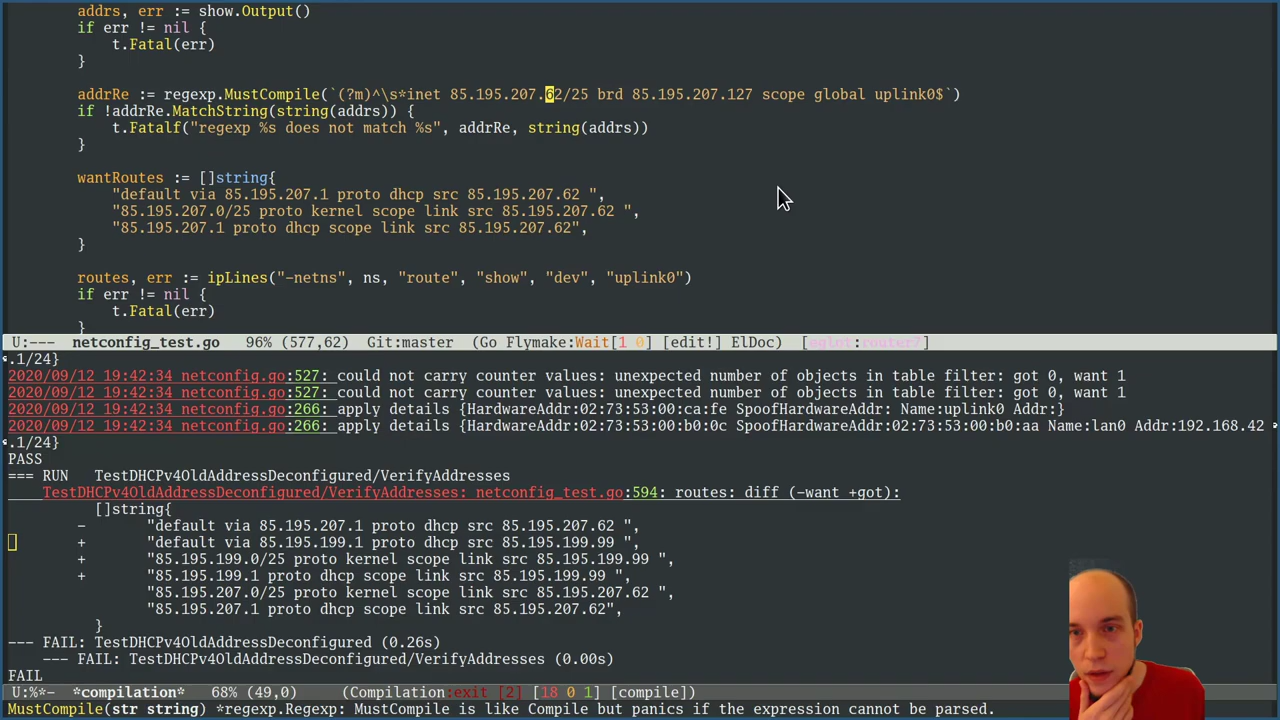 addrs, err := show.Output()
if err != nil {
t.Fatal(err)
}
addrRe := regexp.MustCompile(`(?m)^\s*inet 85.195.207.62/25 brd 85.195.207.127 scope global uplink0$`)
if !addrRe.MatchString(string(addrs)) {
t.Fatalf("regexp %s does not match %s", addrRe, string(addrs))
}
wantRoutes := []string{
"default via 85.195.207.1 proto dhcp src 85.195.207.62 ",
"85.195.207.0/25 proto kernel scope link src 85.195.207.62 ",
"85.195.207.1 proto dhcp scope link src 85.195.207.62",
}
routes, err := ipLines("-netns", ns, "route", "show", "dev", "uplink0")
if err != nil {
t.Fatal(err)
}
U:--- netconfig_test.go 96% (577,62) Git:master (Go Flymake:Wait[1 0] [edit!] ElDoc) [eglot:router7]
.1/24}
2020/09/12 19:42:34 netconfig.go:527: could not carry counter values: unexpected number of objects in table filter: got 0, want 1
2020/09/12 19:42:34 netconfig.go:527: could not carry counter values: unexpected number of objects in table filter: got 0, want 1
2020/09/12 19:42:34 netconfig.go:266: apply details {HardwareAddr:02:73:53:00:ca:fe SpoofHardwareAddr: Name:uplink0 Addr:}
2020/09/12 19:42:34 netconfig.go:266: apply details {HardwareAddr:02:73:53:00:b0:0c SpoofHardwareAddr:02:73:53:00:b0:aa Name:lan0 Addr:192.168.42
.1/24}
PASS
=== RUN   TestDHCPv4OldAddressDeconfigured/VerifyAddresses
TestDHCPv4OldAddressDeconfigured/VerifyAddresses: netconfig_test.go:594: routes: diff (-want +got):
[]string{
- "default via 85.195.207.1 proto dhcp src 85.195.207.62 ",
+ "default via 85.195.199.1 proto dhcp src 85.195.199.99 ",
+ "85.195.199.0/25 proto kernel scope link src 85.195.199.99 ",
+ "85.195.199.1 proto dhcp scope link src 85.195.199.99 ",
"85.195.207.0/25 proto kernel scope link src 85.195.207.62 ",
"85.195.207.1 proto dhcp scope link src 85.195.207.62",
}
--- FAIL: TestDHCPv4OldAddressDeconfigured (0.26s)
--- FAIL: TestDHCPv4OldAddressDeconfigured/VerifyAddresses (0.00s)
FAIL
U:%*- *compilation* 68% (49,0) (Compilation:exit [2] [18 0 1] [compile])
MustCompile(str string) *regexp.Regexp: MustCompile is like Compile but panics if the expression cannot be parsed.